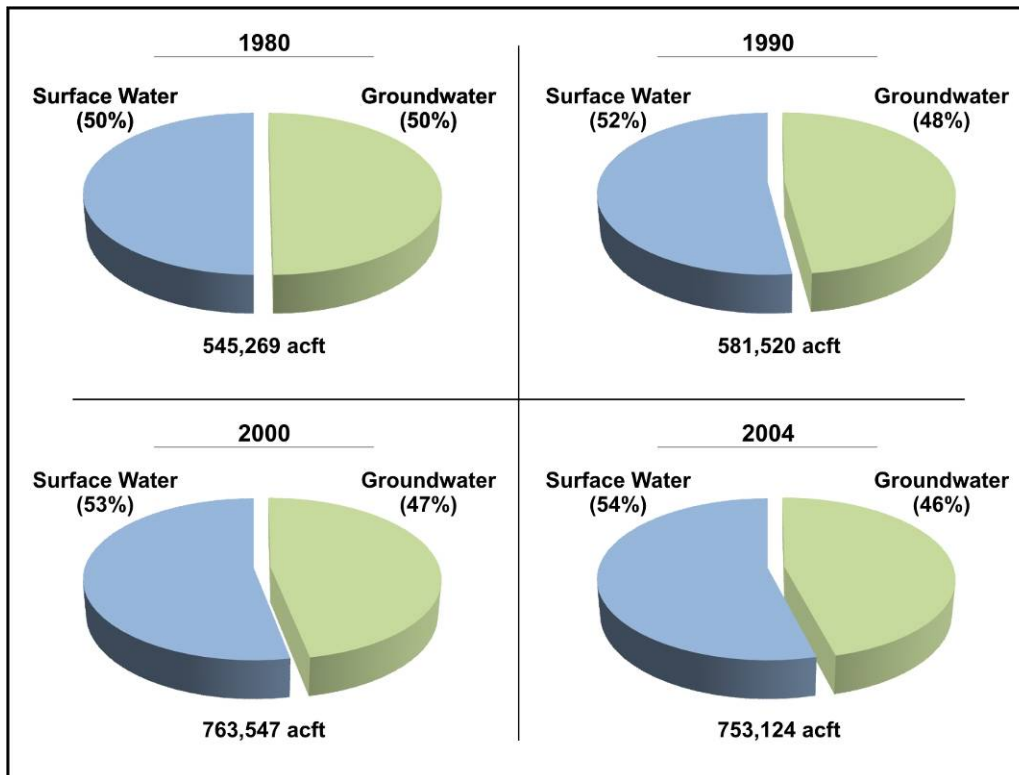 1980
Surface Water
(50%)
Groundwater
(50%)
545,269 acft
1990
Surface Water
(52%)
Groundwater
(48%)
581,520 acft
2000
Surface Water
(53%)
Groundwater
(47%)
763,547 acft
2004
Surface Water
(54%)
Groundwater
(46%)
753,124 acft